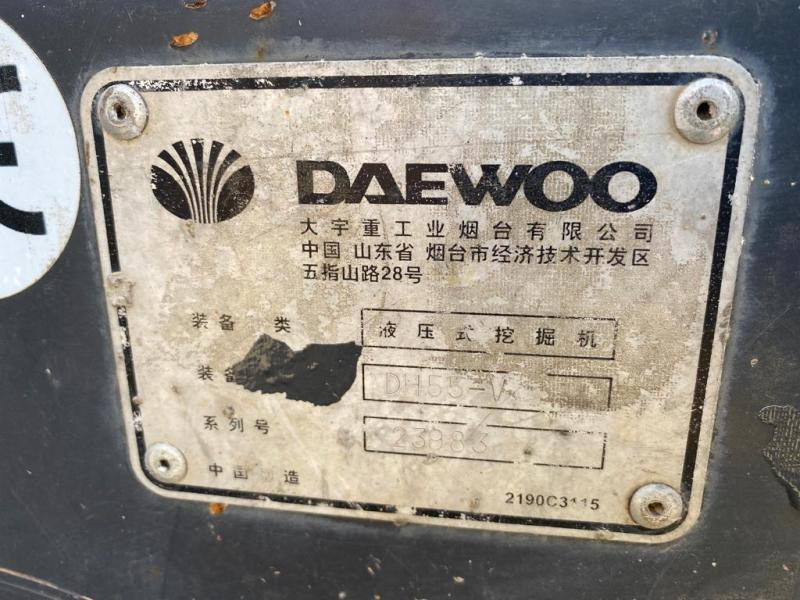 DAEWOO
大宇重工业烟台有限公司
中国 山东省 烟台市经济技术开发区
五指山路28号
装备 类 液压式挖掘机
装备 DH55-V
系列号
中国 造